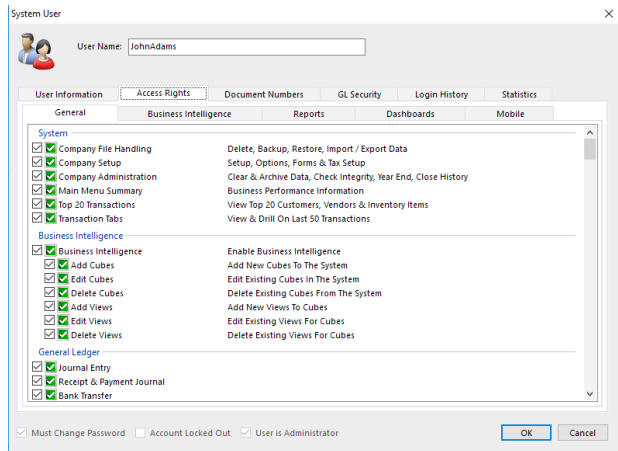 System User
User Name: JohnAdams
User Information Access Rights Document Numbers GL Security Login History Statistics
General Business Intelligence Reports Dashboards Mobile
System
Company File Handling Delete, Backup, Restore, Import / Export Data
Company Setup Setup, Options, Forms & Tax Setup
Company Administration Clear & Archive Data, Check Integrity, Year End, Close History
Main Menu Summary Business Performance Information
Top 20 Transactions View Top 20 Customers, Vendors & Inventory Items
Transaction Tabs View & Drill On Last 50 Transactions
Business Intelligence
Business Intelligence Enable Business Intelligence
Add Cubes Add New Cubes To The System
Edit Cubes Edit Existing Cubes In The System
Delete Cubes Delete Existing Cubes From The System
Add Views Add New Views To Cubes
Edit Views Edit Existing Views For Cubes
Delete Views Delete Existing Views For Cubes
General Ledger
Journal Entry
Receipt & Payment Journal
Bank Transfer
Must Change Password Account Locked Out User is Administrator OK Cancel